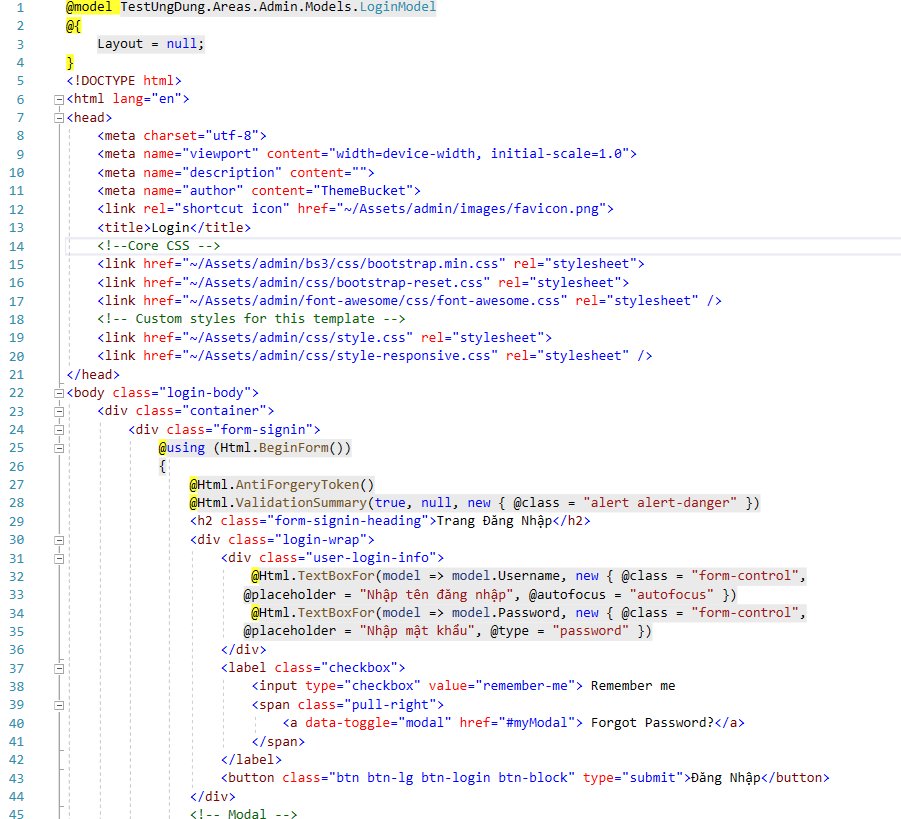 1 @model TestUngDung.Areas.Admin.Models.LoginModel
2 @{
3 Layout = null;
4 }
5 <!DOCTYPE html>
6 <html lang="en">
7 <head>
8 <meta charset="utf-8">
9 <meta name="viewport" content="width=device-width, initial-scale=1.0">
10 <meta name="description" content="">
11 <meta name="author" content="ThemeBucket">
12 <link rel="shortcut icon" href="~/Assets/admin/images/favicon.png">
13 <title>Login</title>
14 <!--Core CSS -->
15 <link href="~/Assets/admin/bs3/css/bootstrap.min.css" rel="stylesheet">
16 <link href="~/Assets/admin/css/bootstrap-reset.css" rel="stylesheet">
17 <link href="~/Assets/admin/font-awesome/css/font-awesome.css" rel="stylesheet" />
18 <!-- Custom styles for this template -->
19 <link href="~/Assets/admin/css/style.css" rel="stylesheet">
20 <link href="~/Assets/admin/css/style-responsive.css" rel="stylesheet" />
21 </head>
22 <body class="login-body">
23 <div class="container">
24 <div class="form-signin">
25 @using (Html.BeginForm())
26 {
27 @Html.AntiForgeryToken()
28 @Html.ValidationSummary(true, null, new { @class = "alert alert-danger" })
29 <h2 class="form-signin-heading">Trang Đăng Nhập</h2>
30 <div class="login-wrap">
31 <div class="user-login-info">
32 @Html.TextBoxFor(model => model.Username, new { @class = "form-control",
33 @placeholder = "Nhập tên đăng nhập", @autofocus = "autofocus" })
34 @Html.TextBoxFor(model => model.Password, new { @class = "form-control",
35 @placeholder = "Nhập mật khẩu", @type = "password" })
36 </div>
37 <label class="checkbox">
38 <input type="checkbox" value="remember-me"> Remember me
39 <span class="pull-right">
40 <a data-toggle="modal" href="#myModal"> Forgot Password?</a>
41 </span>
42 </label>
43 <button class="btn btn-lg btn-login btn-block" type="submit">Đăng Nhập</button>
44 </div>
45 <!-- Modal -->